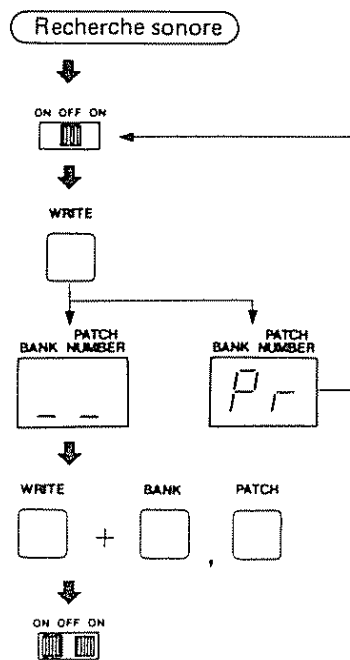 Recherche sonore
ON OFF ON
WRITE
BANK PATCH NUMBER
BANK PATCH NUMBER
_ _
Pr
WRITE BANK PATCH
+ ,
ON OFF ON